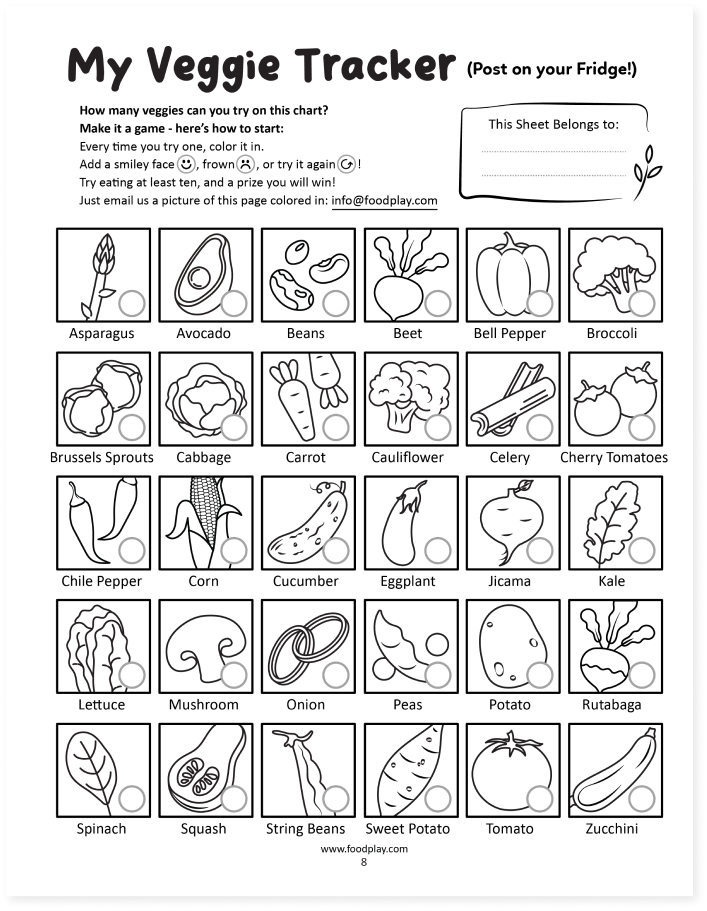 My Veggie Tracker (Post on your Fridge!)
How many veggies can you try on this chart?
Make it a game - here's how to start:
Every time you try one, color it in.
Add a smiley face , frown , or try it again !
Try eating at least ten, and a prize you will win!
Just email us a picture of this page colored in: info@foodplay.com
This Sheet Belongs to:
Asparagus Avocado Beans Beet Bell Pepper Broccoli
Brussels Sprouts Cabbage Carrot Cauliflower Celery Cherry Tomatoes
Chile Pepper Corn Cucumber Eggplant Jicama Kale
Lettuce Mushroom Onion Peas Potato Rutabaga
Spinach Squash String Beans Sweet Potato Tomato Zucchini
www.foodplay.com
8